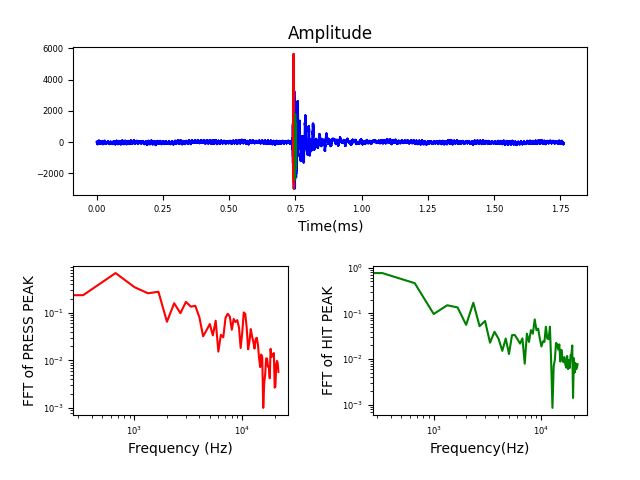 Amplitude
6000
4000
2000
0
−2000
0.00 0.25 0.50 0.75 1.00 1.25 1.50 1.75
Time(ms)
FFT of PRESS PEAK
10⁻¹
10⁻²
10⁻³
10³ 10⁴
Frequency (Hz)
FFT of HIT PEAK
10⁰
10⁻¹
10⁻²
10⁻³
10³ 10⁴
Frequency(Hz)